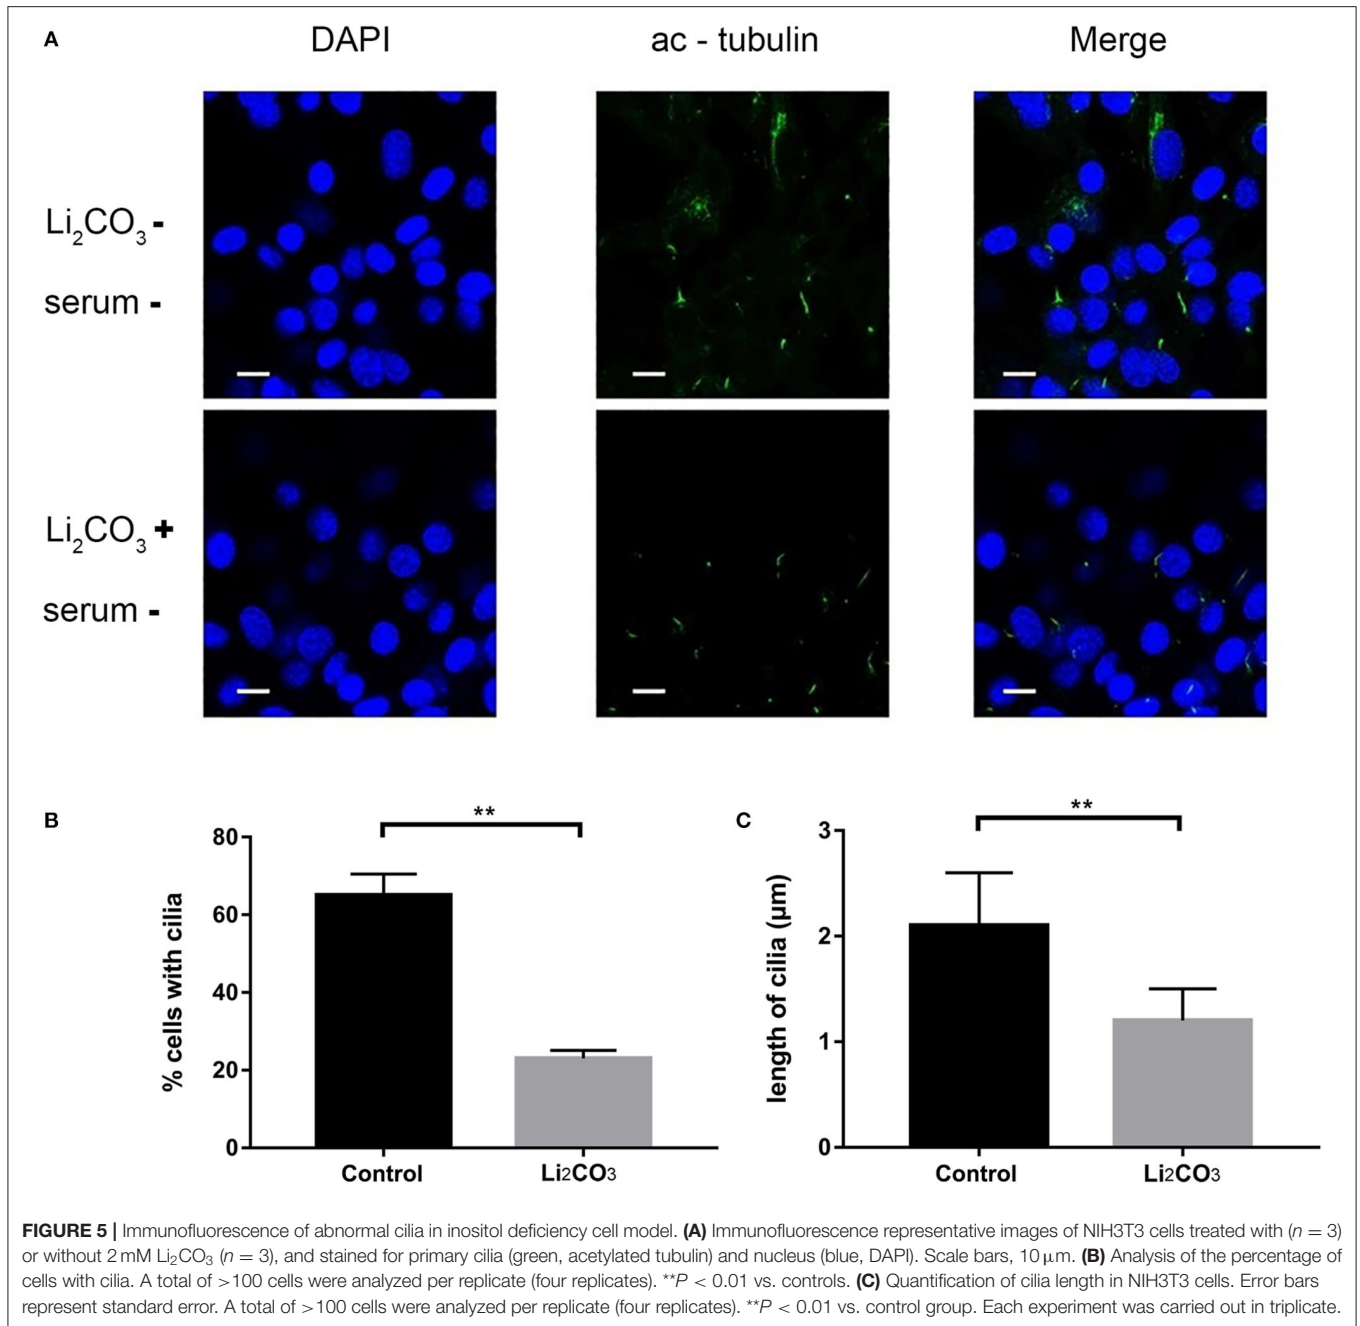 A
DAPI
ac - tubulin
Merge
Li₂CO₃ -
serum -
Li₂CO₃ +
serum -
B
**
80
60
40
20
0
% cells with cilia
Control
Li2CO3
C
**
3
2
1
0
length of cilia (µm)
Control
Li2CO3
FIGURE 5 | Immunofluorescence of abnormal cilia in inositol deficiency cell model. (A) Immunofluorescence representative images of NIH3T3 cells treated with (n = 3)
or without 2 mM Li₂CO₃ (n = 3), and stained for primary cilia (green, acetylated tubulin) and nucleus (blue, DAPI). Scale bars, 10 µm. (B) Analysis of the percentage of
cells with cilia. A total of >100 cells were analyzed per replicate (four replicates). **P < 0.01 vs. controls. (C) Quantification of cilia length in NIH3T3 cells. Error bars
represent standard error. A total of >100 cells were analyzed per replicate (four replicates). **P < 0.01 vs. control group. Each experiment was carried out in triplicate.